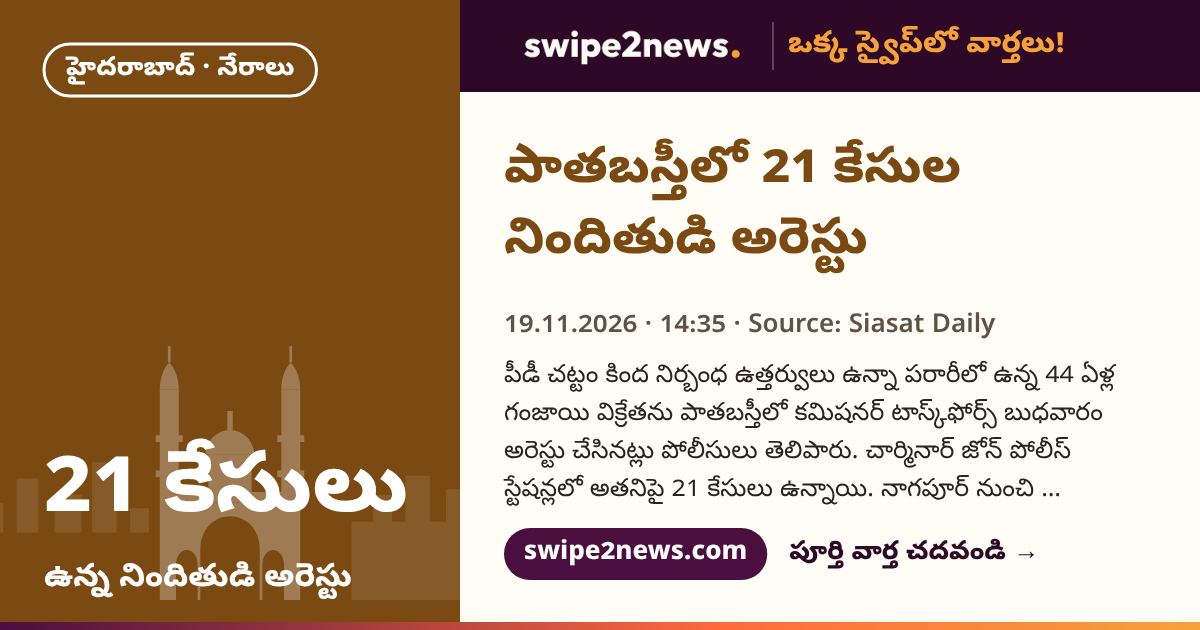 హైదరాబాద్ · నేరాలు
21 కేసులు
ఉన్న నిందితుడి అరెస్టు
swipe2news.
ఒక్క స్వైప్‌లో వార్తలు!
పాతబస్తీలో 21 కేసుల
నిందితుడి అరెస్టు
19.11.2026 · 14:35 · Source: Siasat Daily
పీడీ చట్టం కింద నిర్బంధ ఉత్తర్వులు ఉన్నా పరారీలో ఉన్న 44 ఏళ్ల
గంజాయి విక్రేతను పాతబస్తీలో కమిషనర్ టాస్క్‌ఫోర్స్ బుధవారం
అరెస్టు చేసినట్లు పోలీసులు తెలిపారు. చార్మినార్ జోన్ పోలీస్
స్టేషన్లలో అతనిపై 21 కేసులు ఉన్నాయి. నాగపూర్ నుంచి ...
swipe2news.com
పూర్తి వార్త చదవండి →